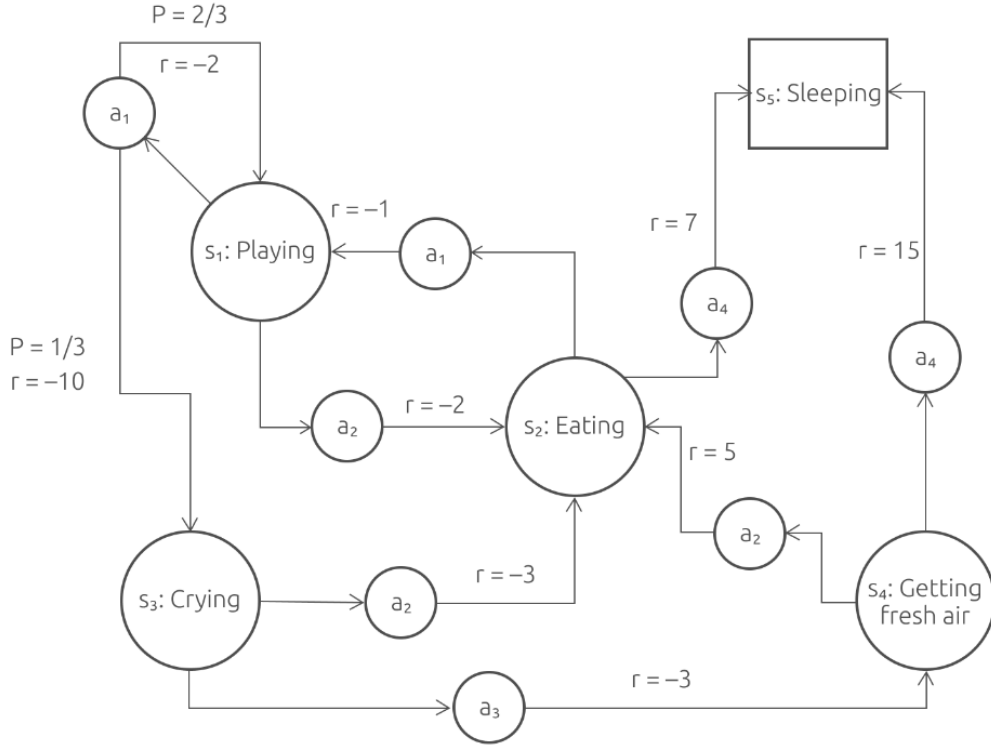 P = 2/3
r = –2
a₁
s₅: Sleeping
r = –1
s₁: Playing
a₁
r = 7
r = 15
a₄
P = 1/3
r = –10
a₄
a₂
r = –2
s₂: Eating
r = 5
a₂
s₃: Crying
a₂
r = –3
s₄: Getting
fresh air
a₃
r = –3